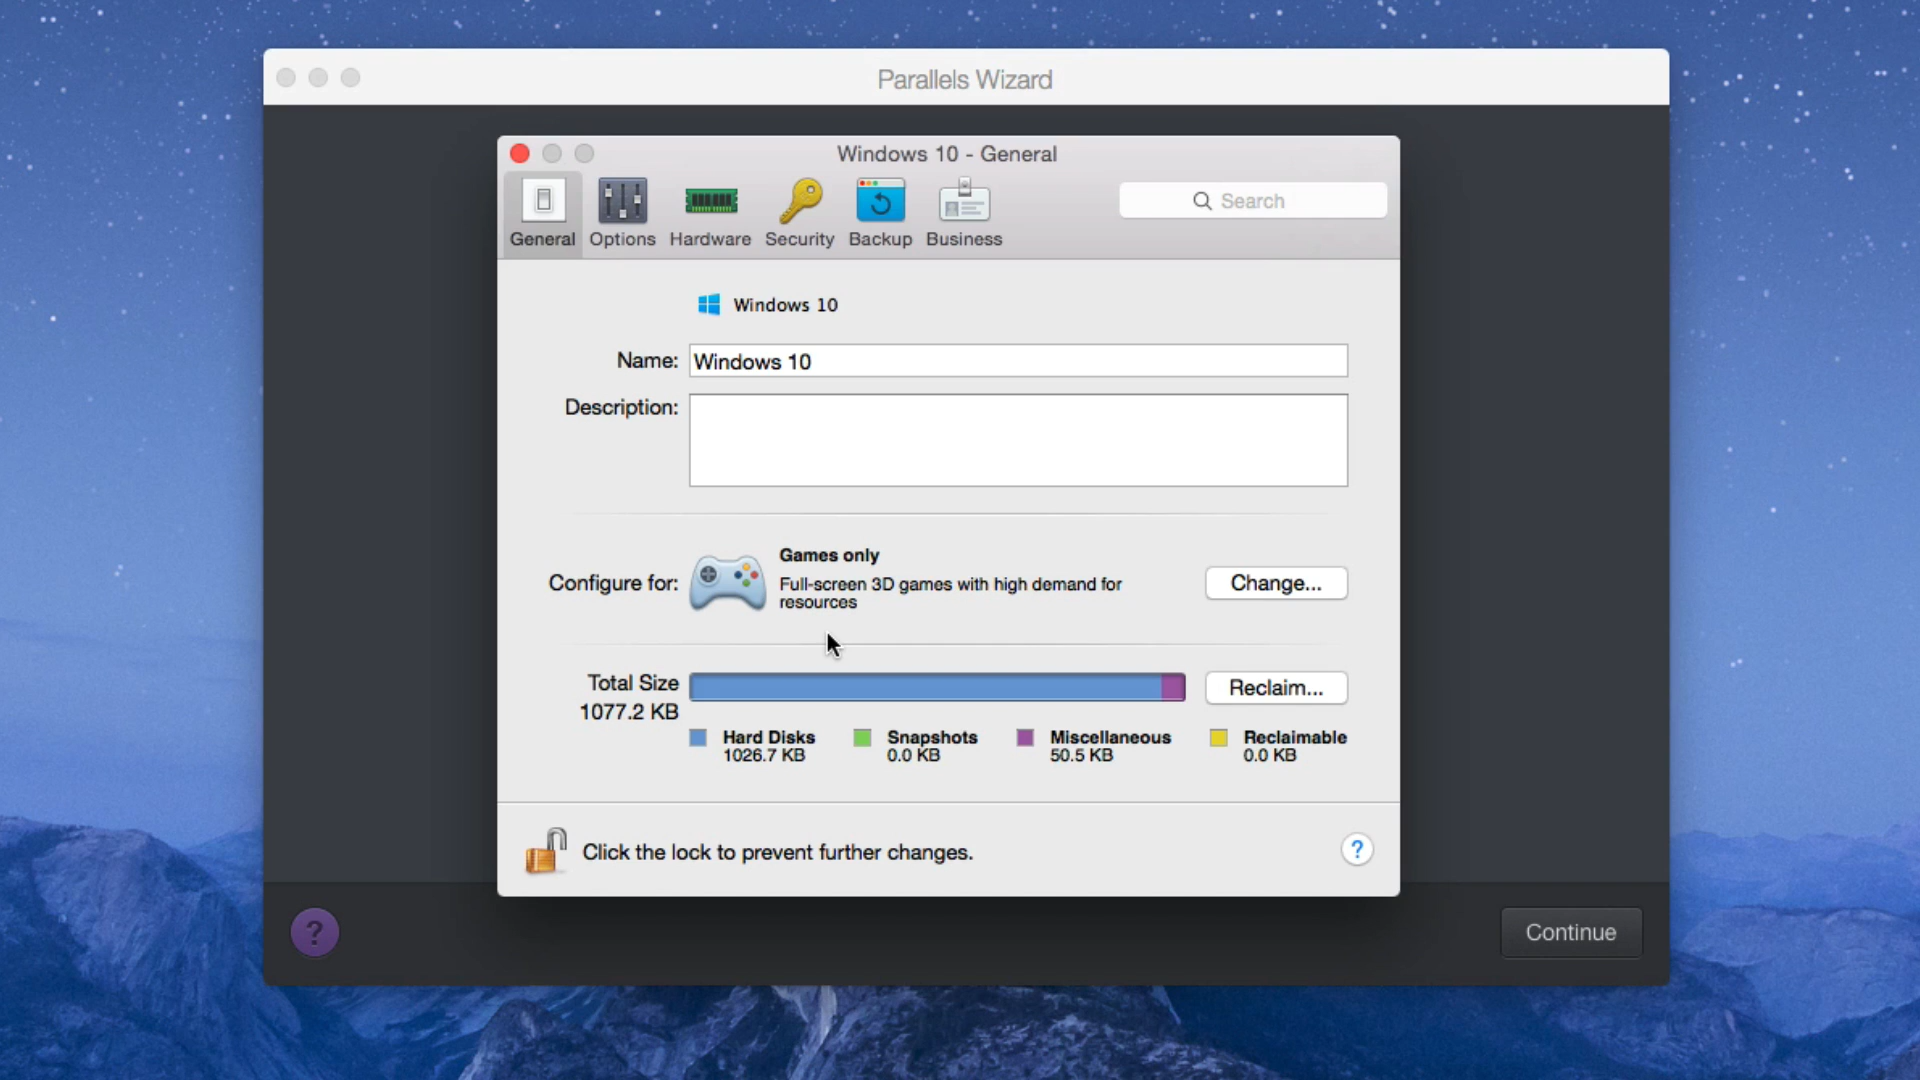 Parallels Wizard
Windows 10 - General
General Options Hardware Security Backup Business
Search
Windows 10
Name: Windows 10
Description:
Games only
Configure for: Full-screen 3D games with high demand for
resources
Change...
Total Size
1077.2 KB
Reclaim...
Hard Disks Snapshots Miscellaneous Reclaimable
1026.7 KB 0.0 KB 50.5 KB 0.0 KB
Click the lock to prevent further changes.
?
?
Continue